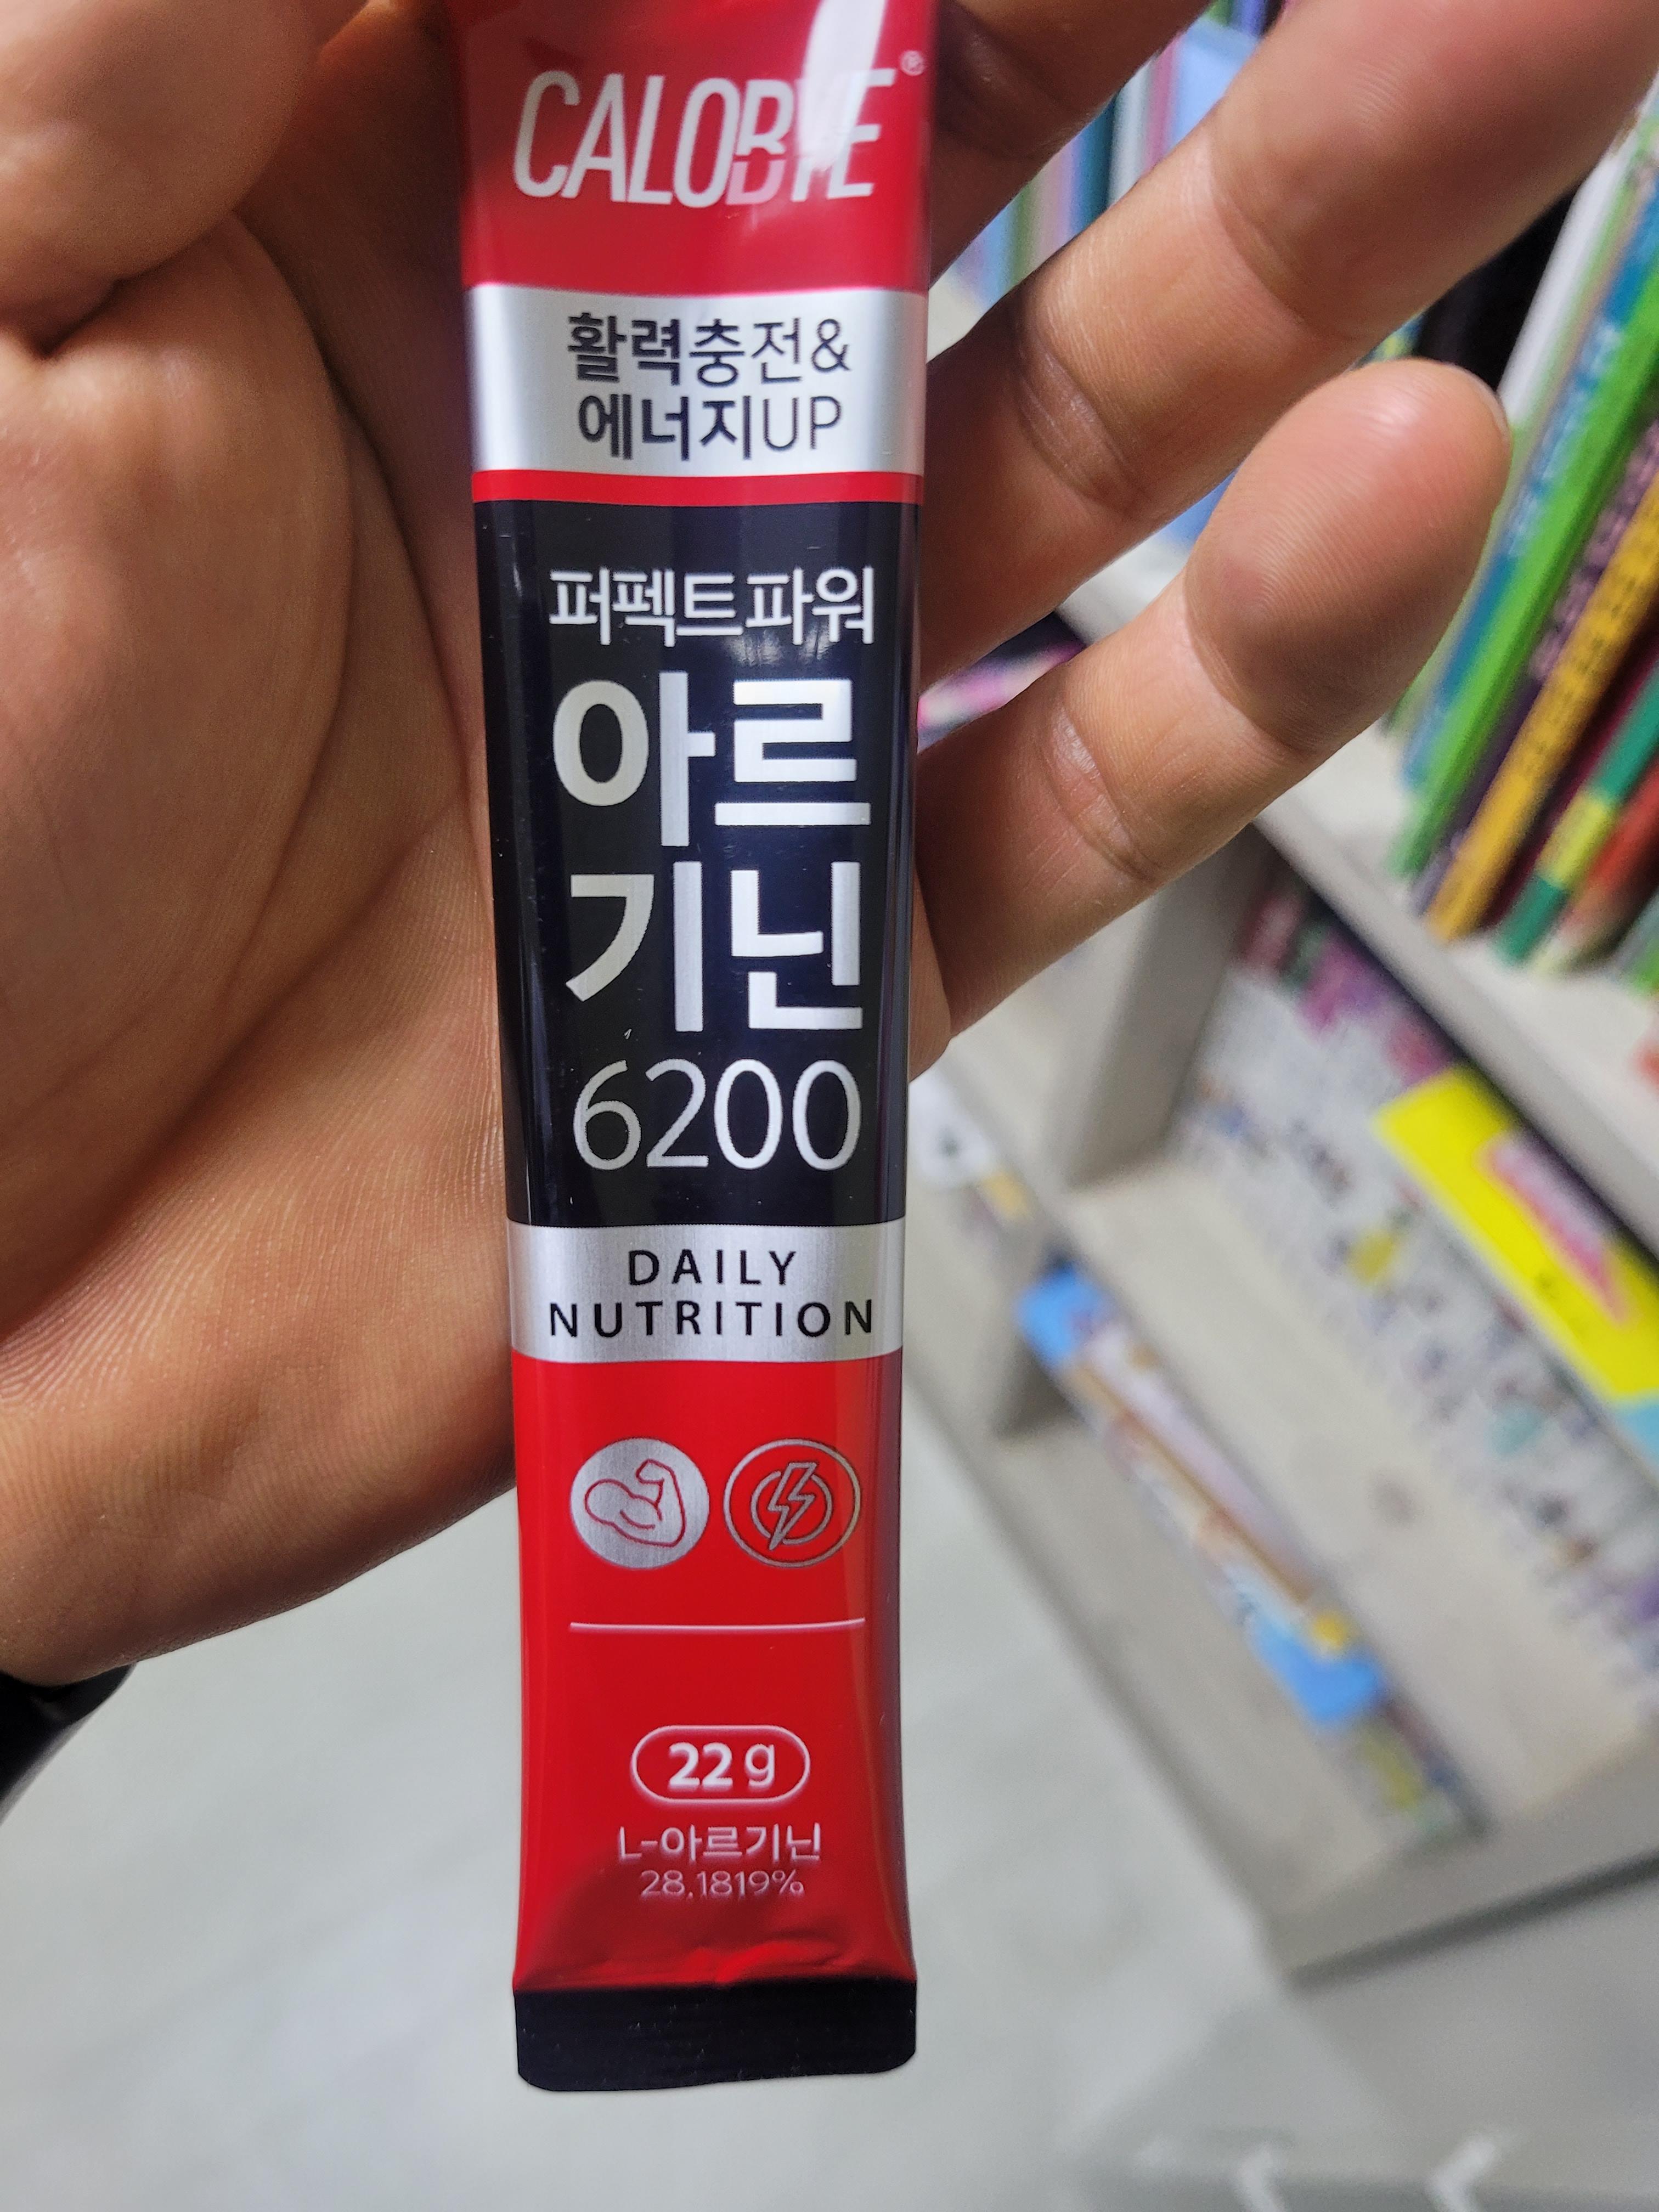 CALOBYE®
활력충전&
에너지UP
퍼펙트파워
아르
기닌
6200
DAILY
NUTRITION
22g
L-아르기닌
28.1819%